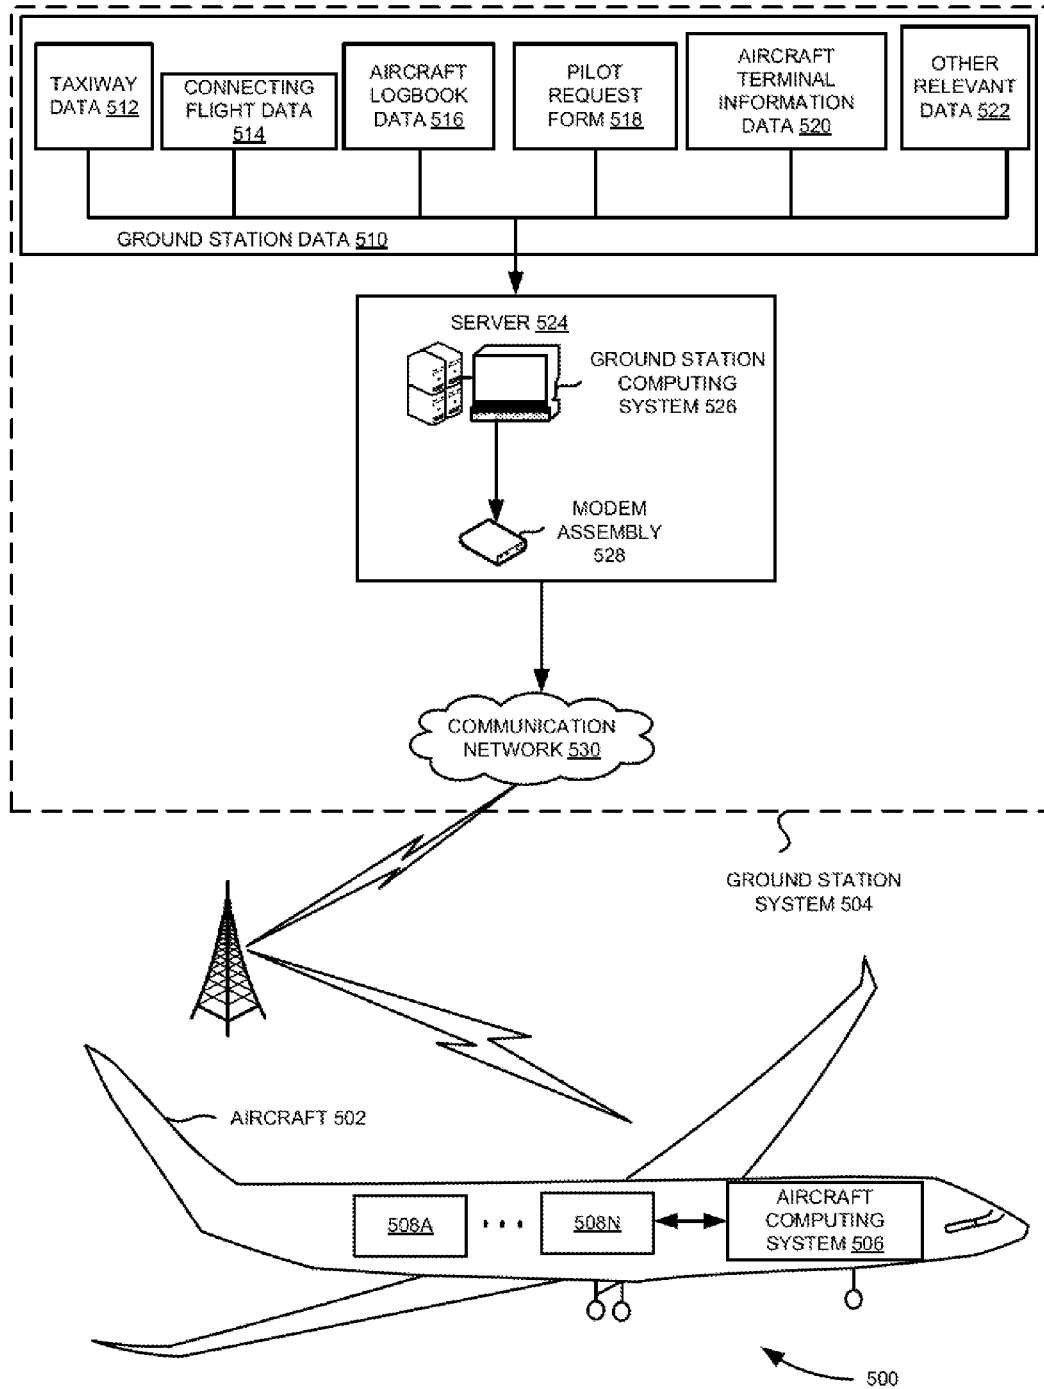 TAXIWAY
DATA 512
CONNECTING
FLIGHT DATA
514
AIRCRAFT
LOGBOOK
DATA 516
PILOT
REQUEST
FORM 518
AIRCRAFT
TERMINAL
INFORMATION
DATA 520
OTHER
RELEVANT
DATA 522
GROUND STATION DATA 510
SERVER 524
GROUND STATION
COMPUTING
SYSTEM 526
MODEM
ASSEMBLY
528
COMMUNICATION
NETWORK 530
GROUND STATION
SYSTEM 504
AIRCRAFT 502
508A
508N
AIRCRAFT
COMPUTING
SYSTEM 506
500